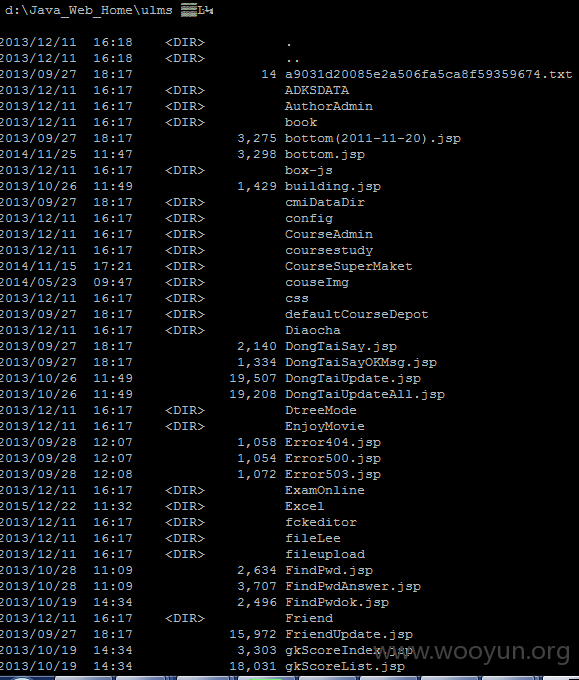 d:\Java_Web_Home\ulms
2013/12/11 16:18 <DIR> .
2013/12/11 16:18 <DIR> ..
2013/09/27 18:17 14 a9031d20085e2a506fa5ca8f59359674.txt
2013/12/11 16:17 <DIR> ADKSDATA
2013/12/11 16:17 <DIR> AuthorAdmin
2013/12/11 16:17 <DIR> book
2013/09/27 18:17 3,275 bottom(2011-11-20).jsp
2014/11/25 11:47 3,298 bottom.jsp
2013/12/11 16:17 <DIR> box-js
2013/10/26 11:49 1,429 building.jsp
2013/09/27 18:17 <DIR> cmiDataDir
2013/12/11 16:17 <DIR> config
2013/12/11 16:17 <DIR> CourseAdmin
2013/12/11 16:17 <DIR> coursestudy
2014/11/15 17:21 <DIR> CourseSuperMaket
2014/05/23 09:47 <DIR> couseImg
2013/12/11 16:17 <DIR> css
2013/09/27 18:17 <DIR> defaultCourseDepot
2013/12/11 16:17 <DIR> Diaocha
2013/09/27 18:17 2,140 DongTaiSay.jsp
2013/09/27 18:17 1,334 DongTaiSayOKMsg.jsp
2013/10/26 11:49 19,507 DongTaiUpdate.jsp
2013/10/26 11:49 19,208 DongTaiUpdateAll.jsp
2013/12/11 16:17 <DIR> DtreeMode
2013/12/11 16:17 <DIR> EnjoyMovie
2013/09/28 12:07 1,058 Error404.jsp
2013/09/28 12:07 1,054 Error500.jsp
2013/09/28 12:08 1,072 Error503.jsp
2013/12/11 16:17 <DIR> ExamOnline
2015/12/22 11:32 <DIR> Excel
2013/12/11 16:17 <DIR> fckeditor
2013/12/11 16:17 <DIR> fileLee
2013/12/11 16:17 <DIR> fileupload
2013/10/28 11:09 2,634 FindPwd.jsp
2013/10/28 11:09 3,707 FindPwdAnswer.jsp
2013/10/19 14:34 2,496 FindPwdok.jsp
2013/12/11 16:17 <DIR> Friend
2013/09/27 18:17 15,972 FriendUpdate.jsp
2013/10/19 14:34 3,303 gkScoreIndex.jsp
2013/10/19 14:34 18,031 gkScoreList.jsp
www.wooyun.org